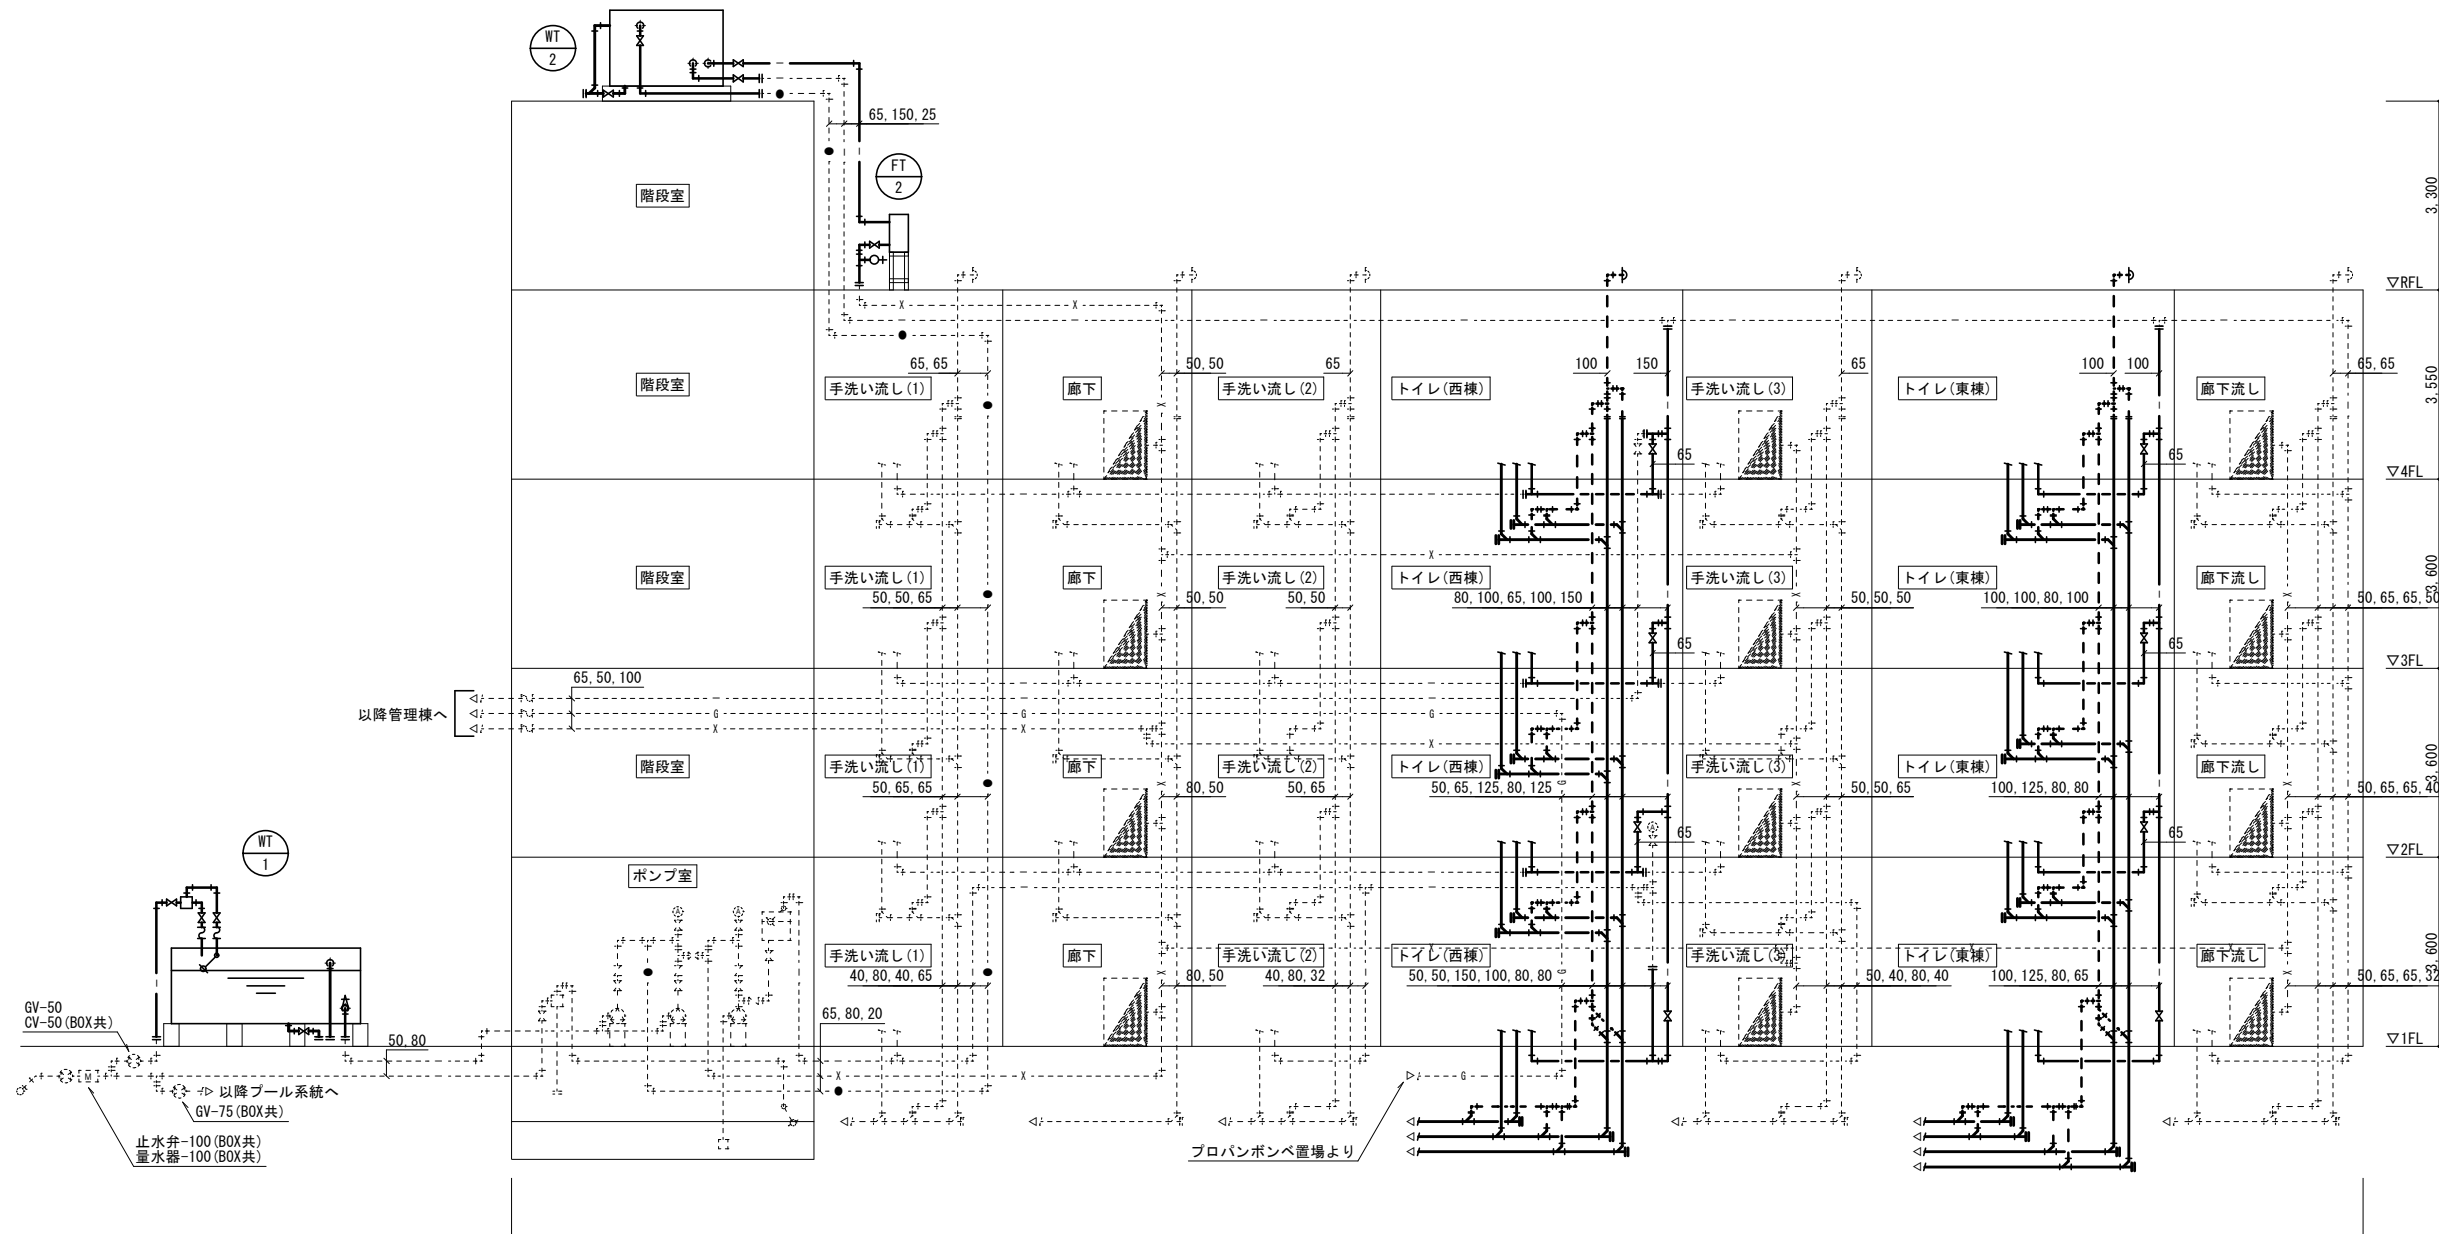 WT
2
65,150,25
FT
2
階段室
3,300
▽RFL
階段室
65,65
手洗い流し(1)
廊下
50,50
手洗い流し(2)
65
トイレ(西棟)
100
150
手洗い流し(3)
65
トイレ(東棟)
100
100
廊下流し
65,65
3,550
65
65
▽4FL
階段室
手洗い流し(1)
廊下
手洗い流し(2)
トイレ(西棟)
手洗い流し(3)
トイレ(東棟)
廊下流し
3,600
50,50,65
50,50
50,50
80,100,65,100,150
50,50,50
100,100,80,100
50,65,65,50
65
65
▽3FL
65,50,100
以降管理棟へ
G
G
G
X
X
X
階段室
手洗い流し(1)
廊下
手洗い流し(2)
トイレ(西棟)
手洗い流し(3)
トイレ(東棟)
廊下流し
3,600
50,65,65
80,50
50,65
50,65,125,80,125
50,50,65
100,125,80,80
50,65,65,40
65
65
▽2FL
WT
1
ポンプ室
手洗い流し(1)
廊下
手洗い流し(2)
トイレ(西棟)
手洗い流し(3)
トイレ(東棟)
廊下流し
3,600
40,80,40,65
80,50
40,80,32
50,50,150,100,80,80
50,40,80,40
100,125,80,65
50,65,65,32
GV-50
CV-50(BOX共)
50,80
65,80,20
▽1FL
M
X
X
G
以降プール系統へ
GV-75(BOX共)
止水弁-100(BOX共)
量水器-100(BOX共)
プロパンボンベ置場より